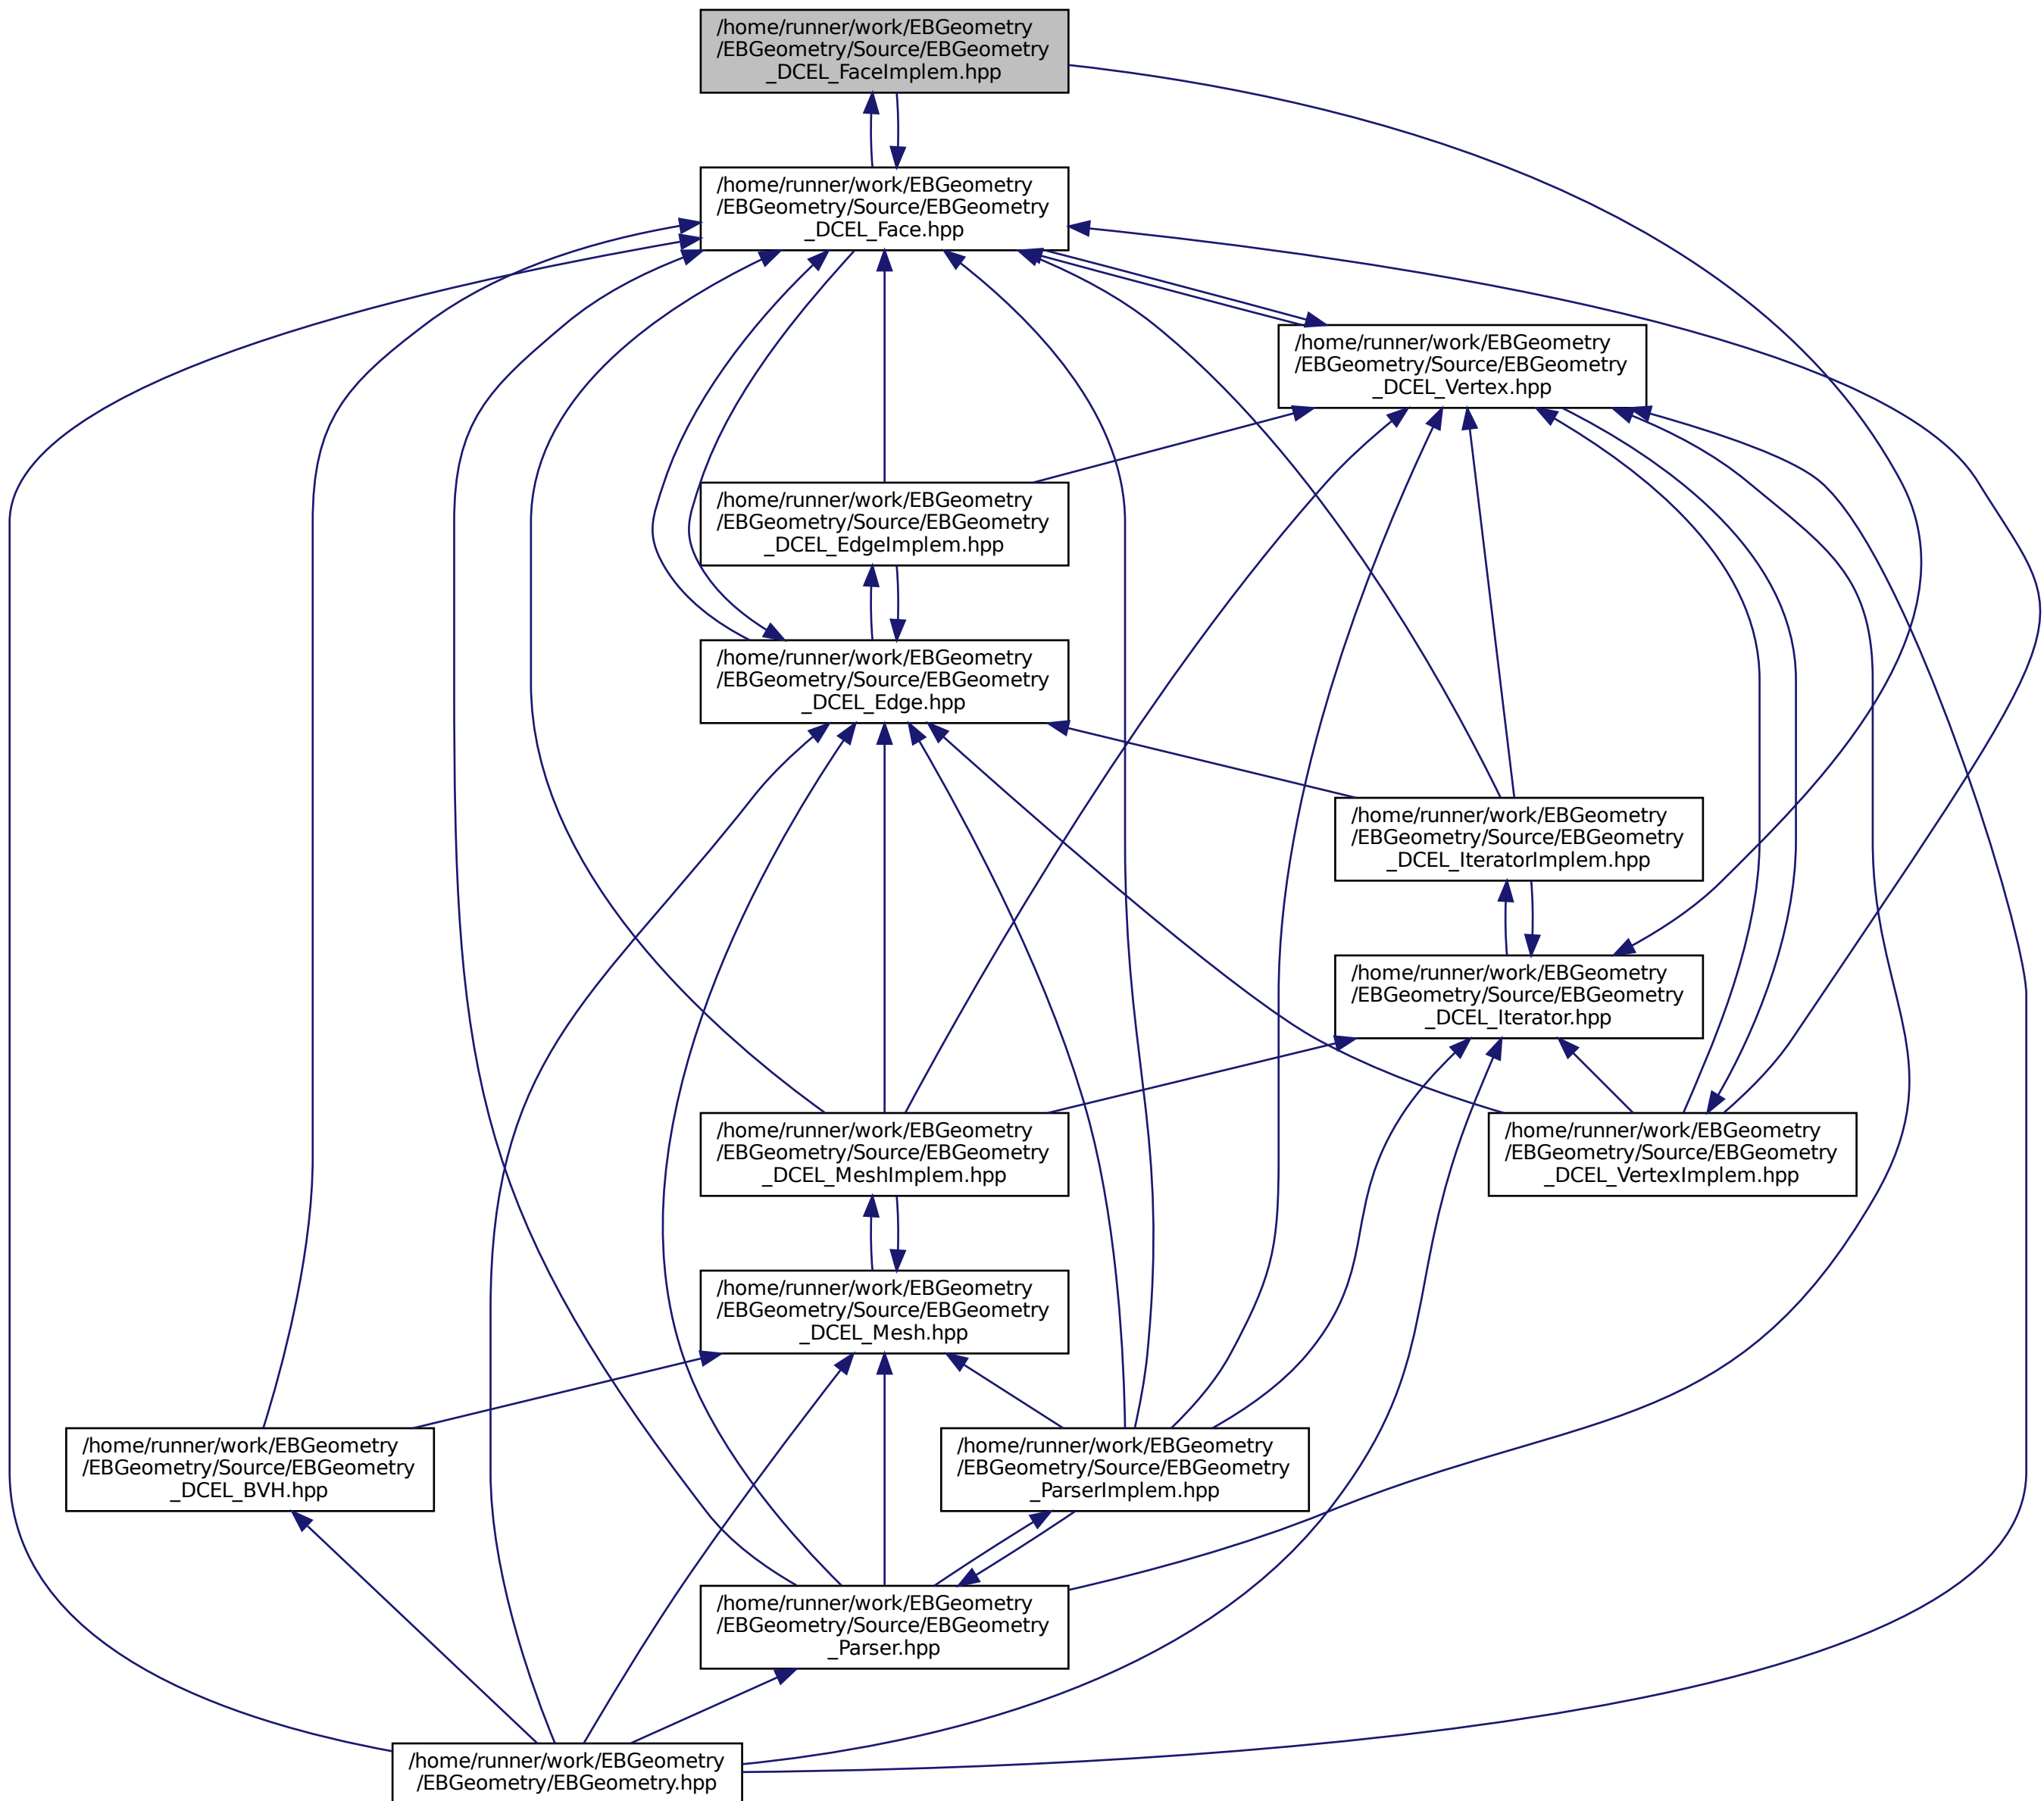 /home/runner/work/EBGeometry
/EBGeometry/Source/EBGeometry
_DCEL_FaceImplem.hpp
/home/runner/work/EBGeometry
/EBGeometry/Source/EBGeometry
_DCEL_Face.hpp
/home/runner/work/EBGeometry
/EBGeometry/Source/EBGeometry
_DCEL_Vertex.hpp
/home/runner/work/EBGeometry
/EBGeometry/Source/EBGeometry
_DCEL_EdgeImplem.hpp
/home/runner/work/EBGeometry
/EBGeometry/Source/EBGeometry
_DCEL_Edge.hpp
/home/runner/work/EBGeometry
/EBGeometry/Source/EBGeometry
_DCEL_IteratorImplem.hpp
/home/runner/work/EBGeometry
/EBGeometry/Source/EBGeometry
_DCEL_Iterator.hpp
/home/runner/work/EBGeometry
/EBGeometry/Source/EBGeometry
_DCEL_MeshImplem.hpp
/home/runner/work/EBGeometry
/EBGeometry/Source/EBGeometry
_DCEL_VertexImplem.hpp
/home/runner/work/EBGeometry
/EBGeometry/Source/EBGeometry
_DCEL_Mesh.hpp
/home/runner/work/EBGeometry
/EBGeometry/Source/EBGeometry
_DCEL_BVH.hpp
/home/runner/work/EBGeometry
/EBGeometry/Source/EBGeometry
_ParserImplem.hpp
/home/runner/work/EBGeometry
/EBGeometry/Source/EBGeometry
_Parser.hpp
/home/runner/work/EBGeometry
/EBGeometry/EBGeometry.hpp